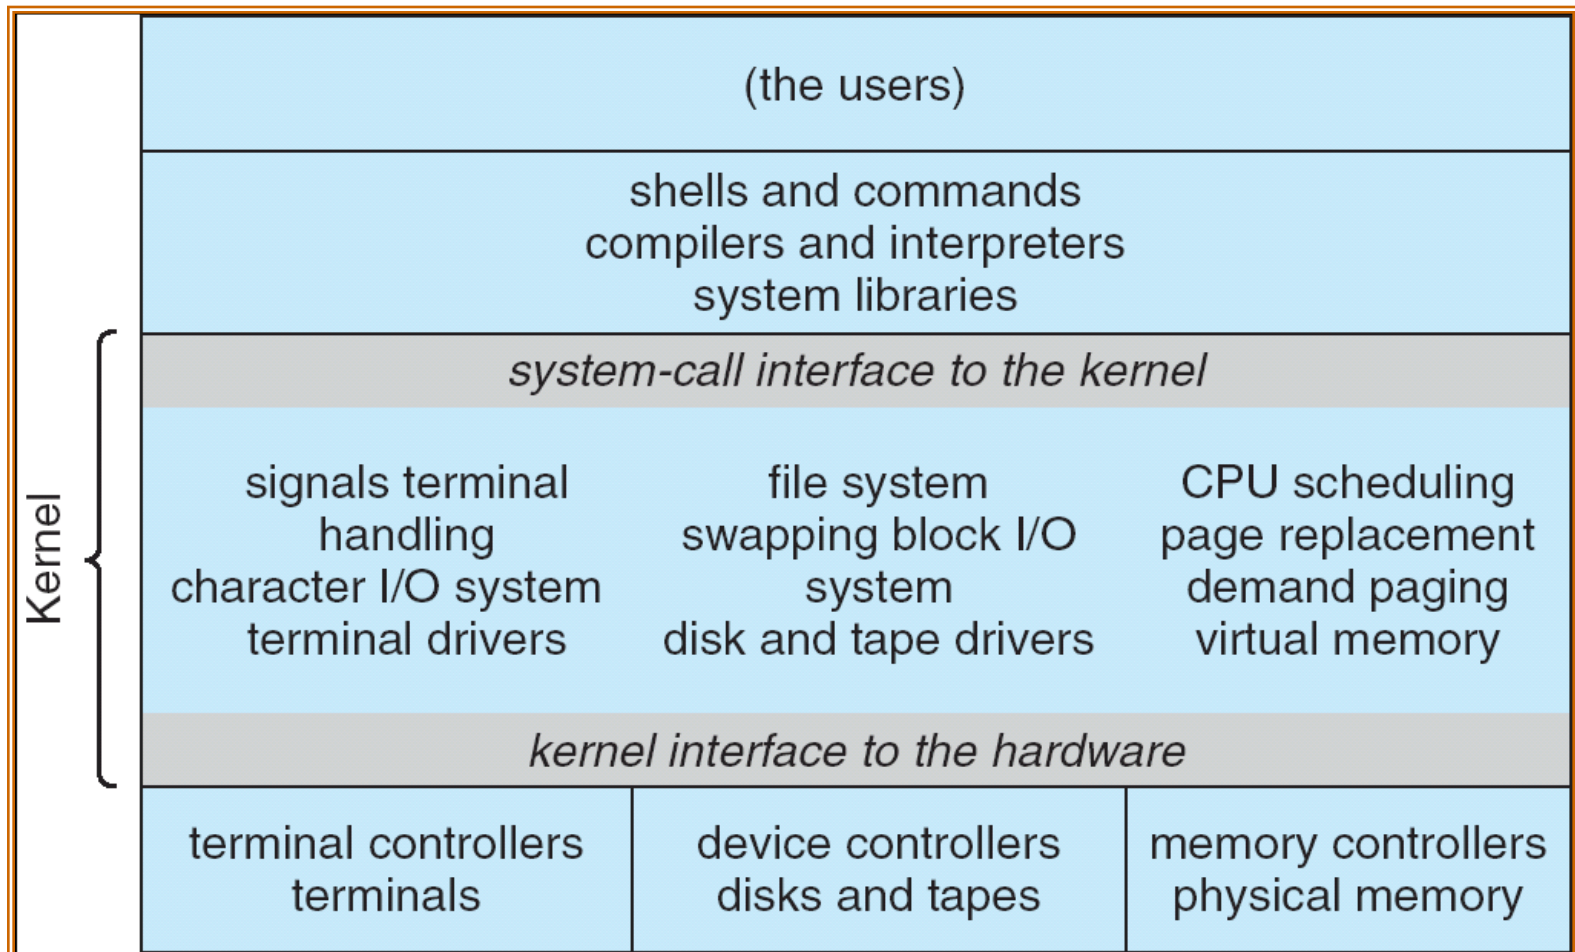 (the users)
shells and commands
compilers and interpreters
system libraries
system-call interface to the kernel
Kernel
signals terminal
handling
character I/O system
terminal drivers
file system
swapping block I/O
system
disk and tape drivers
CPU scheduling
page replacement
demand paging
virtual memory
kernel interface to the hardware
terminal controllers
terminals
device controllers
disks and tapes
memory controllers
physical memory